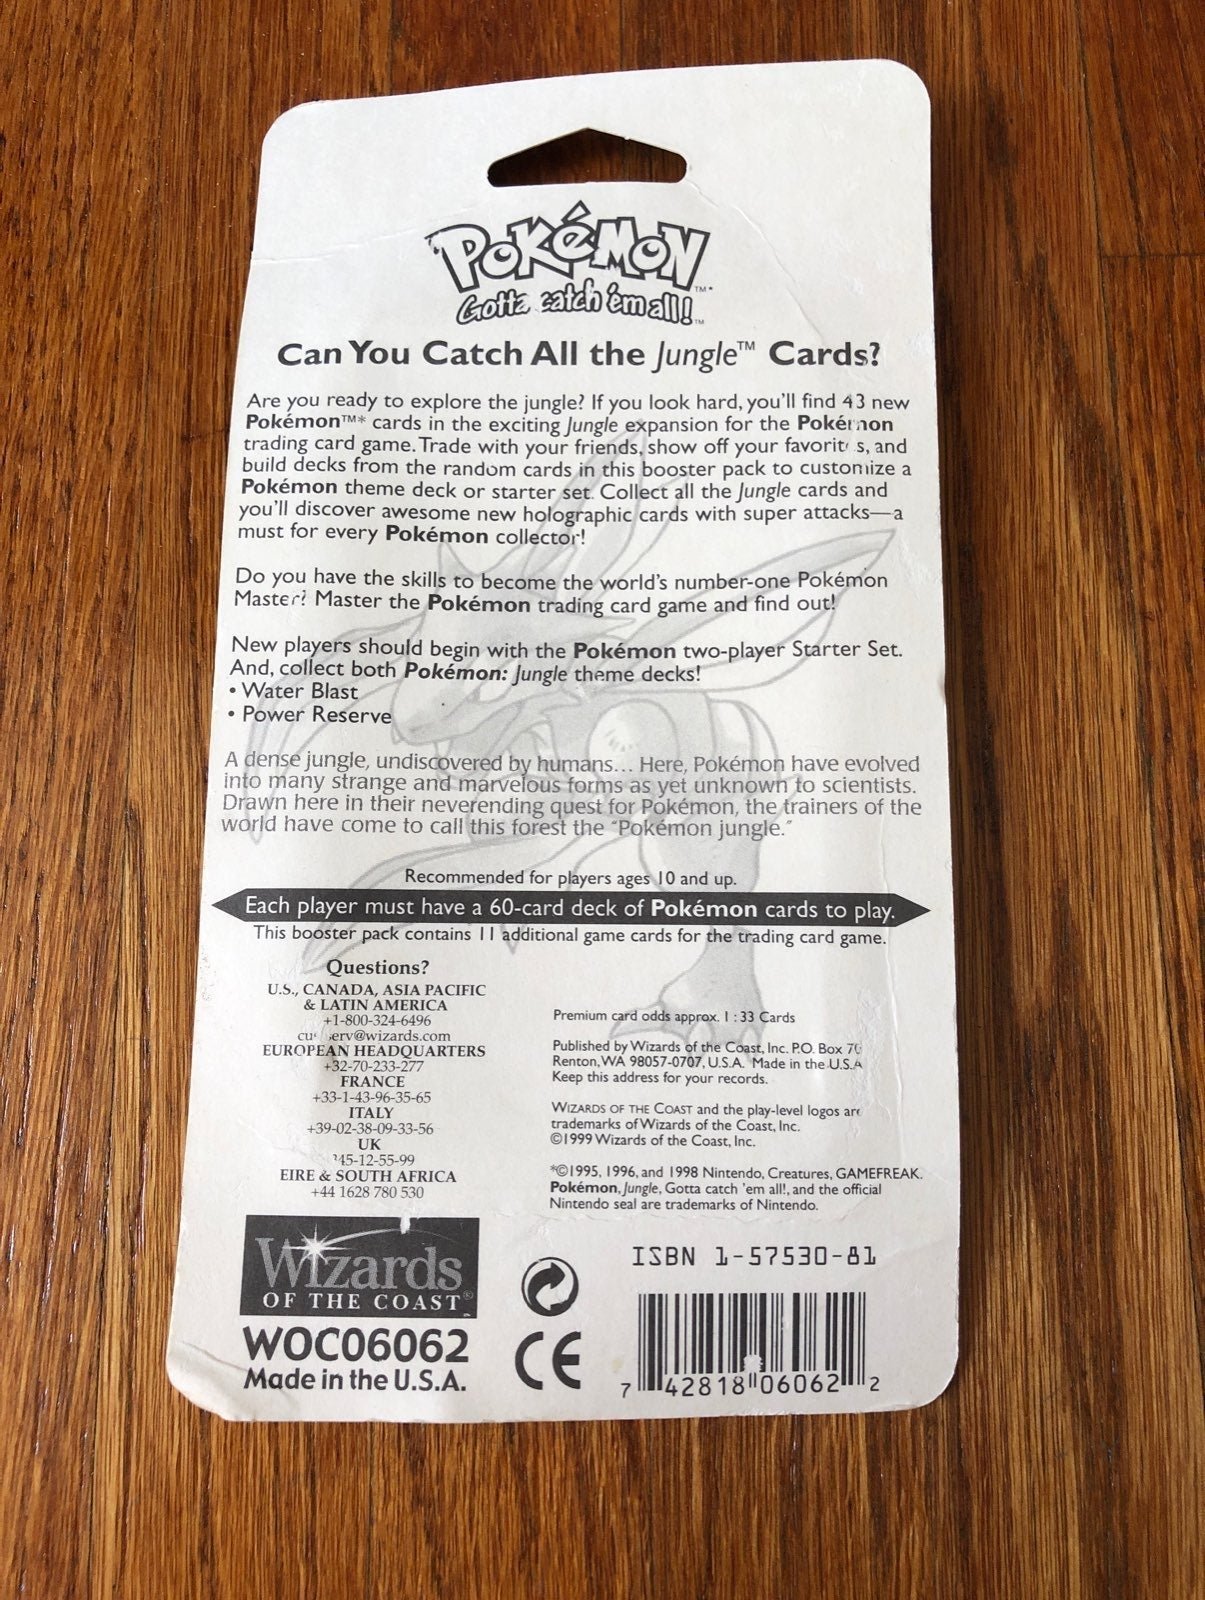 POKéMON
TM*
Gotta catch 'em all!
TM
Can You Catch All the Jungle™ Cards?
Are you ready to explore the jungle? If you look hard, you'll find 43 new
Pokémon™* cards in the exciting Jungle expansion for the Pokémon
trading card game. Trade with your friends, show off your favorites, and
build decks from the random cards in this booster pack to customize a
Pokémon theme deck or starter set. Collect all the Jungle cards and
you'll discover awesome new holographic cards with super attacks—a
must for every Pokémon collector!
Do you have the skills to become the world's number-one Pokémon
Master? Master the Pokémon trading card game and find out!
New players should begin with the Pokémon two-player Starter Set.
And, collect both Pokémon: Jungle theme decks!
• Water Blast
• Power Reserve
A dense jungle, undiscovered by humans... Here, Pokémon have evolved
into many strange and marvelous forms as yet unknown to scientists.
Drawn here in their neverending quest for Pokémon, the trainers of the
world have come to call this forest the "Pokémon jungle."
Recommended for players ages 10 and up.
Each player must have a 60-card deck of Pokémon cards to play.
This booster pack contains 11 additional game cards for the trading card game.
Questions?
U.S., CANADA, ASIA PACIFIC
& LATIN AMERICA
+1-800-324-6496
EUROPEAN HEADQUARTERS
+32-70-233-277
FRANCE
+33-1-43-96-35-65
ITALY
+39-02-38-09-33-56
UK
345-12-55-99
EIRE & SOUTH AFRICA
+44 1628 780 530
Premium card odds approx. 1 : 33 Cards
Published by Wizards of the Coast, Inc. P.O. Box
Renton, WA 98057-0707, U.S.A. Made in the U.S.A
Keep this address for your records.
WIZARDS OF THE COAST and the play-level logos are
trademarks of Wizards of the Coast, Inc.
©1999 Wizards of the Coast, Inc.
*©1995, 1996, and 1998 Nintendo, Creatures, GAMEFREAK.
Pokémon, Jungle, Gotta catch 'em all!, and the official
Nintendo seal are trademarks of Nintendo.
Wizards
OF THE COAST®
WOC06062
Made in the U.S.A.
CE
ISBN 1-57530-81
7 42818 06062 2